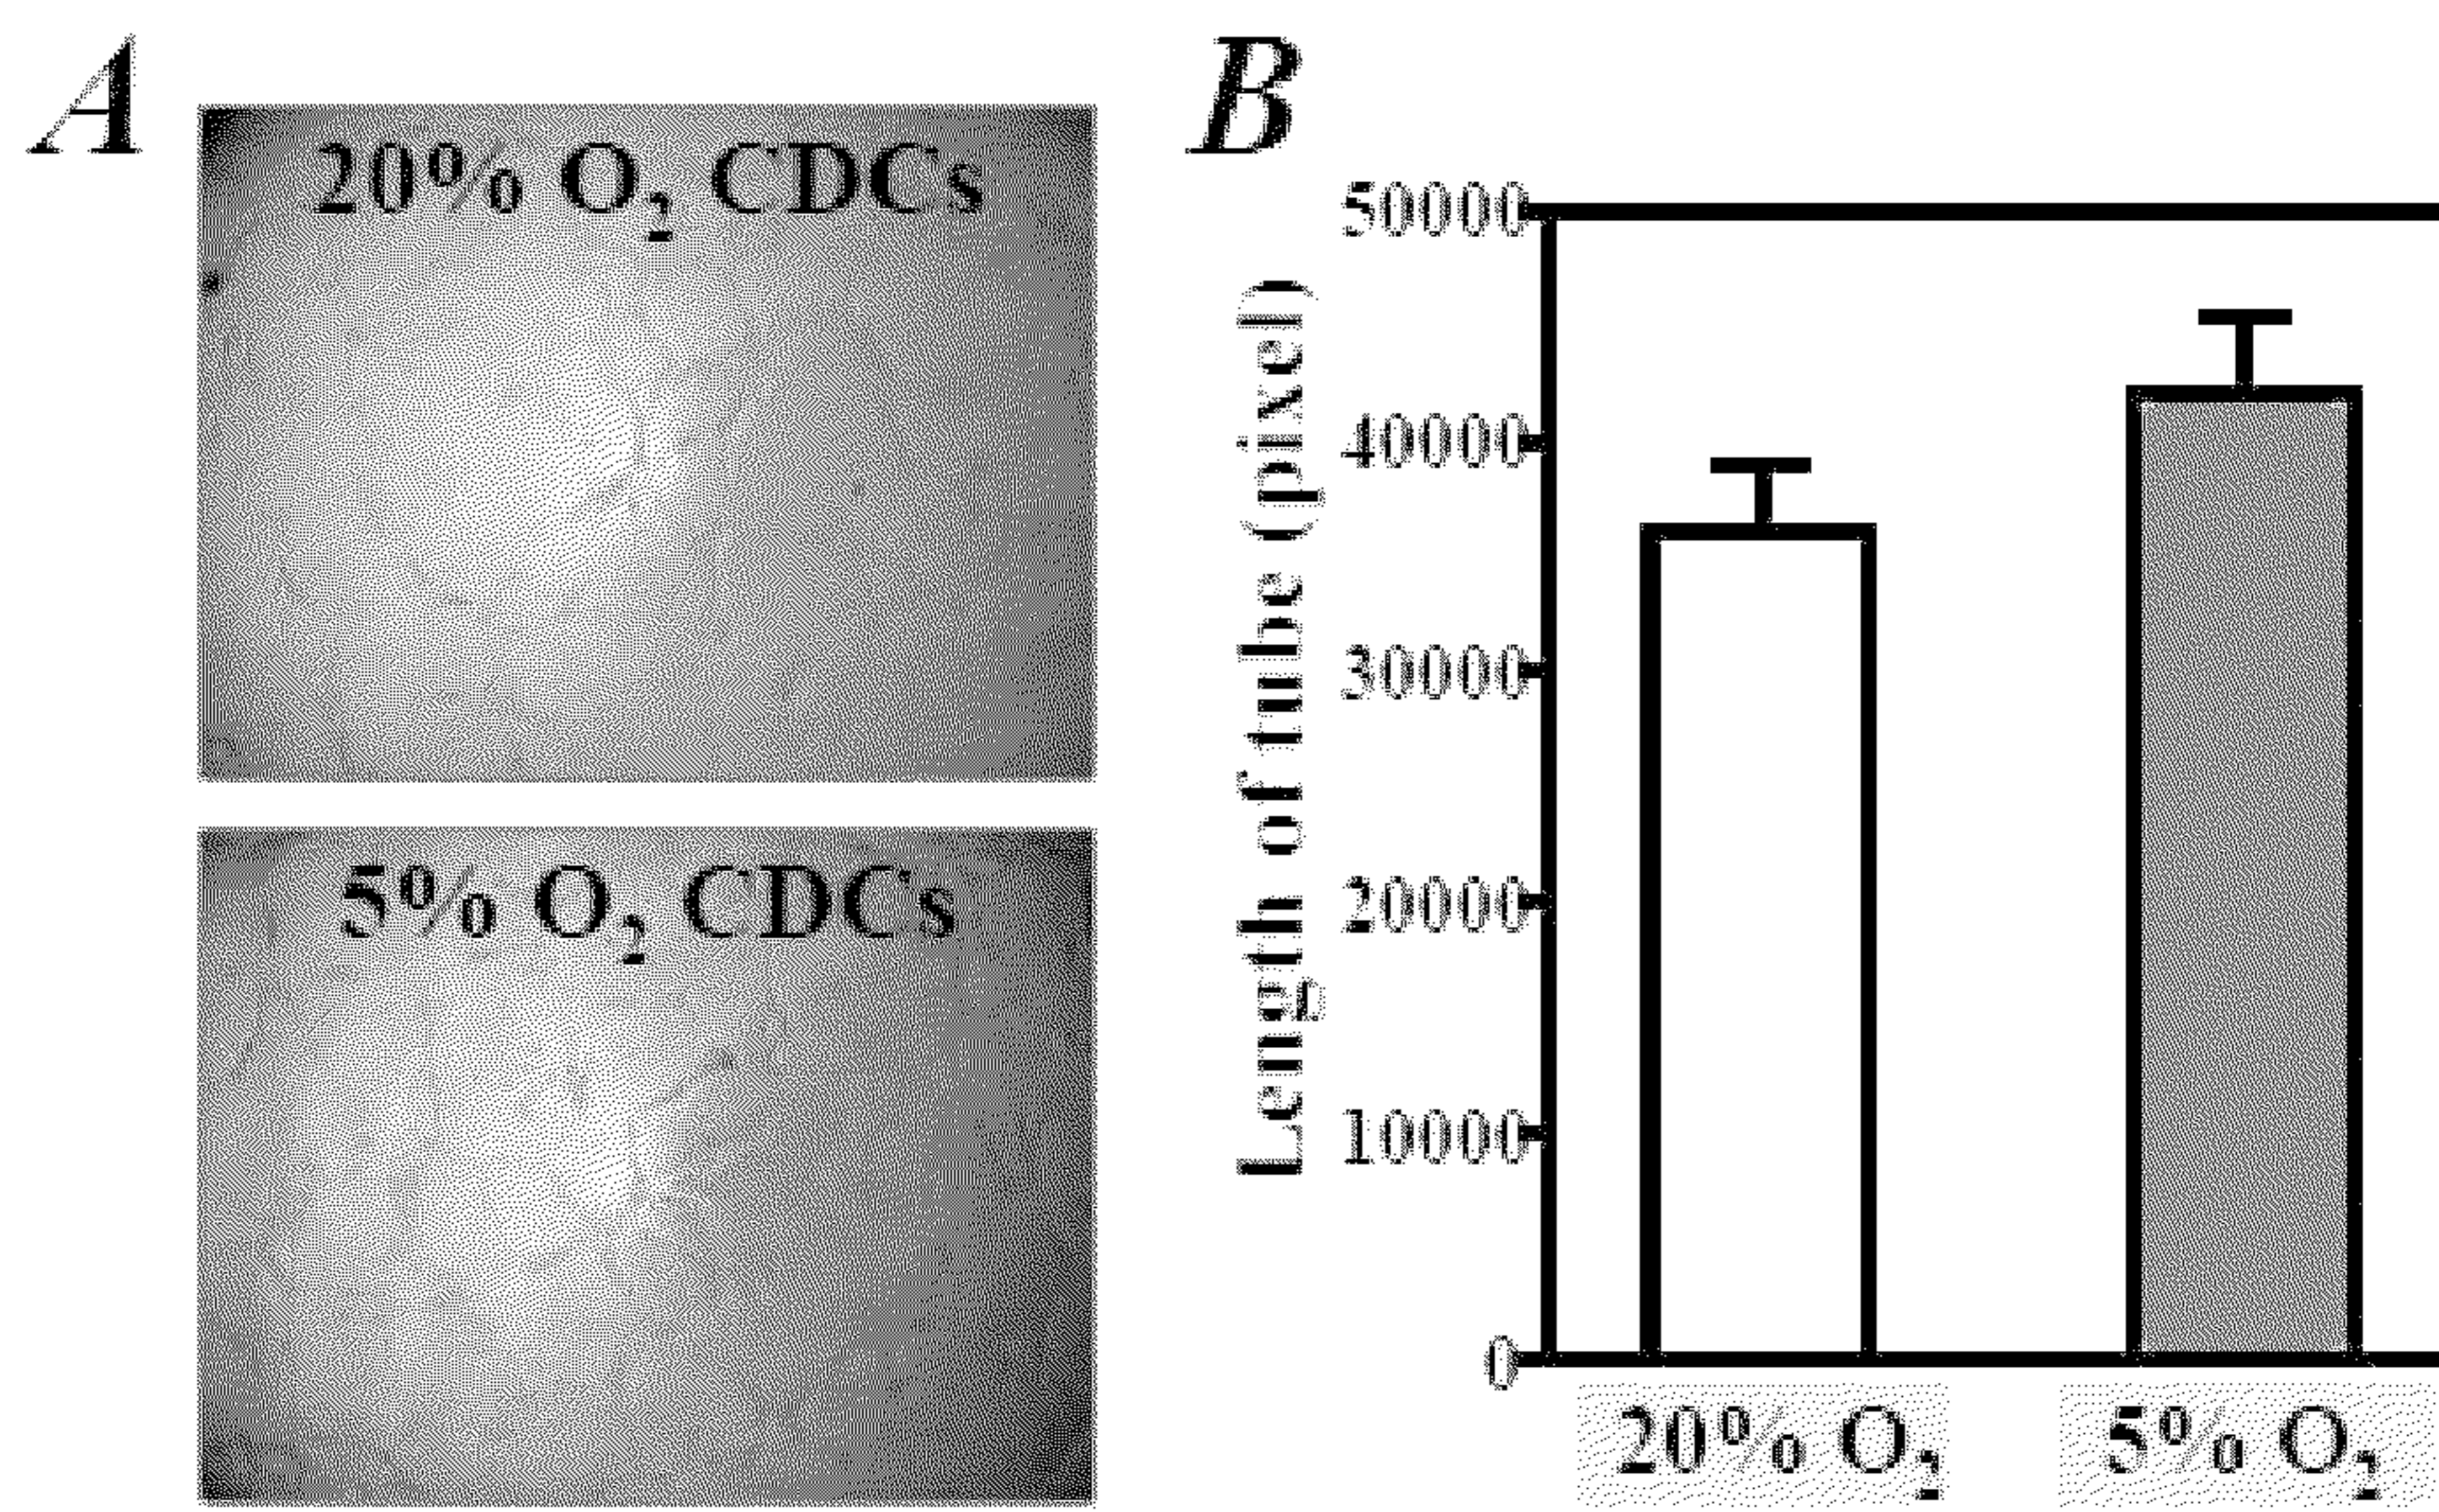 A
20% O₂ CDCs
5% O₂ CDCs
B
Length of tube (pixel)
50000
40000
30000
20000
10000
0
20% O₂
5% O₂